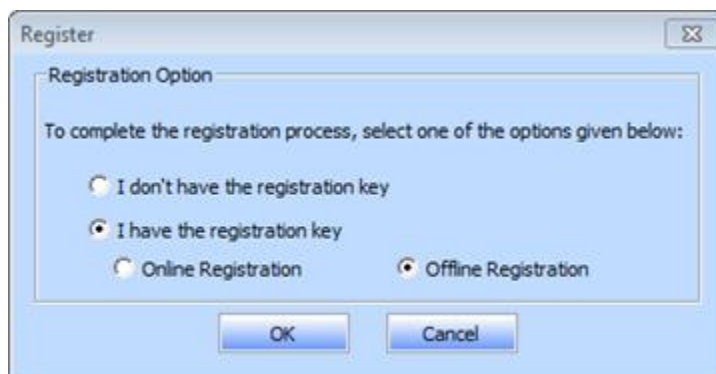 Register
Registration Option
To complete the registration process, select one of the options given below:
I don't have the registration key
I have the registration key
Online Registration
Offline Registration
OK
Cancel